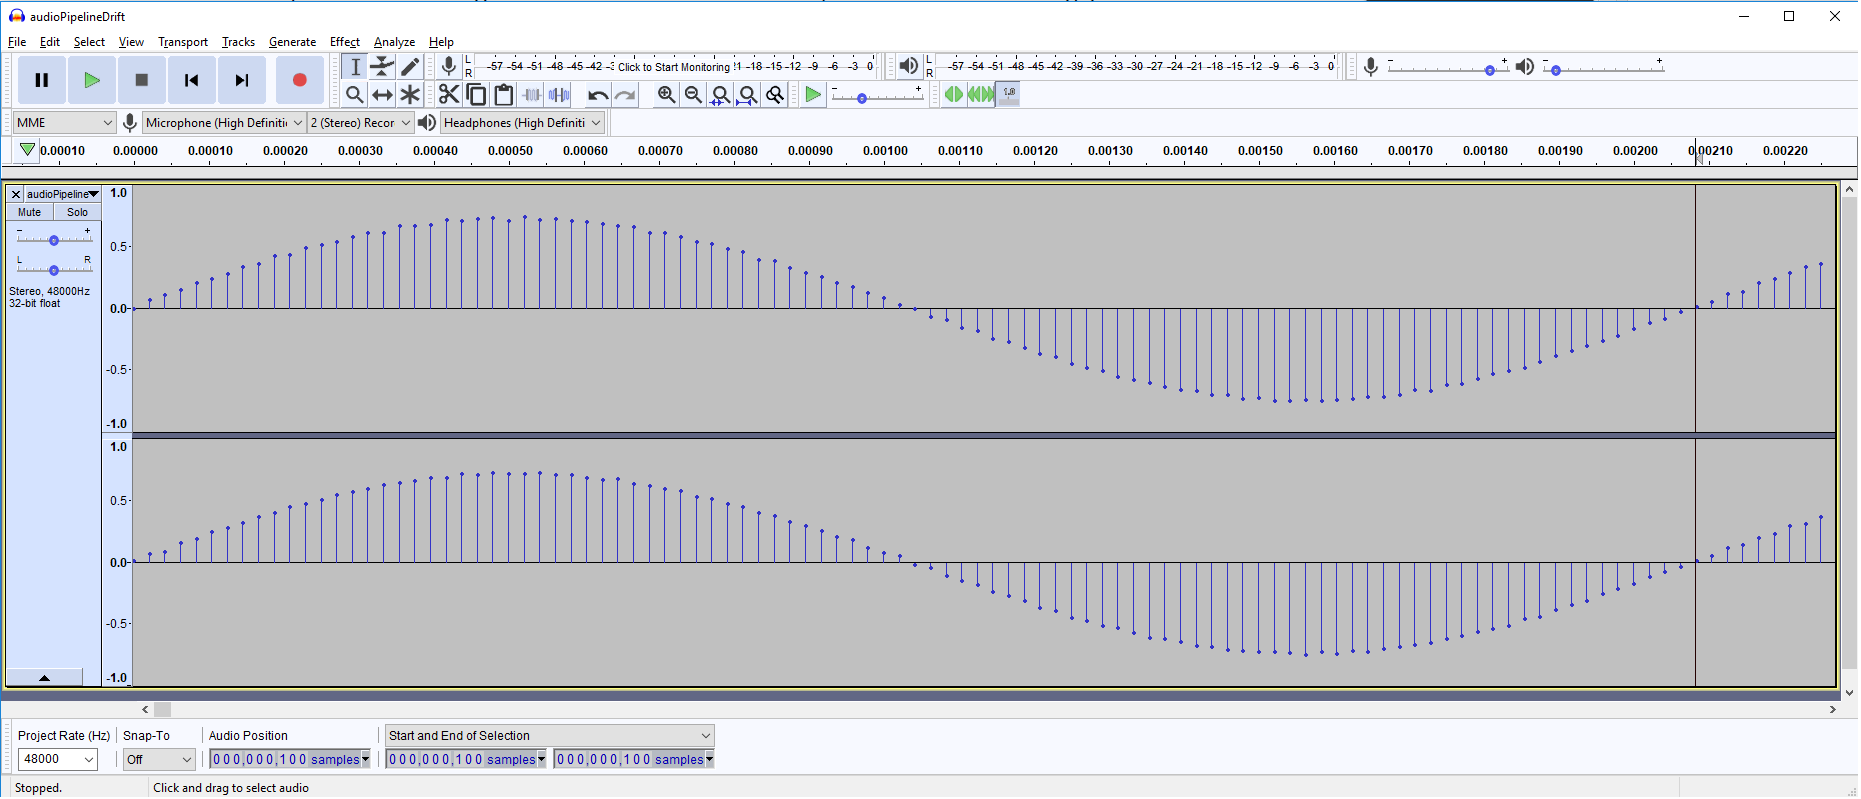 audioPipelineDrift
File Edit Select View Transport Tracks Generate Effect Analyze Help
L
R
-57 -54 -51 -48 -45 -42 Click to Start Monitoring -18 -15 -12 -9 -6 -3 0
L
R
-57 -54 -51 -48 -45 -42 -39 -36 -33 -30 -27 -24 -21 -18 -15 -12 -9 -6 -3 0
- +
- +
- +
1.0
MME Microphone (High Definitic 2 (Stereo) Recor Headphones (High Definiti
0.00010 0.00000 0.00010 0.00020 0.00030 0.00040 0.00050 0.00060 0.00070 0.00080 0.00090 0.00100 0.00110 0.00120 0.00130 0.00140 0.00150 0.00160 0.00170 0.00180 0.00190 0.00200 0.00210 0.00220
audioPipeline
Mute Solo
- +
L R
Stereo, 48000Hz
32-bit float
1.0
0.5
0.0
-0.5
-1.0
1.0
0.5
0.0
-0.5
-1.0
Project Rate (Hz) Snap-To Audio Position Start and End of Selection
48000 Off 000,000,100 samples 000,000,100 samples 000,000,100 samples
Stopped. Click and drag to select audio